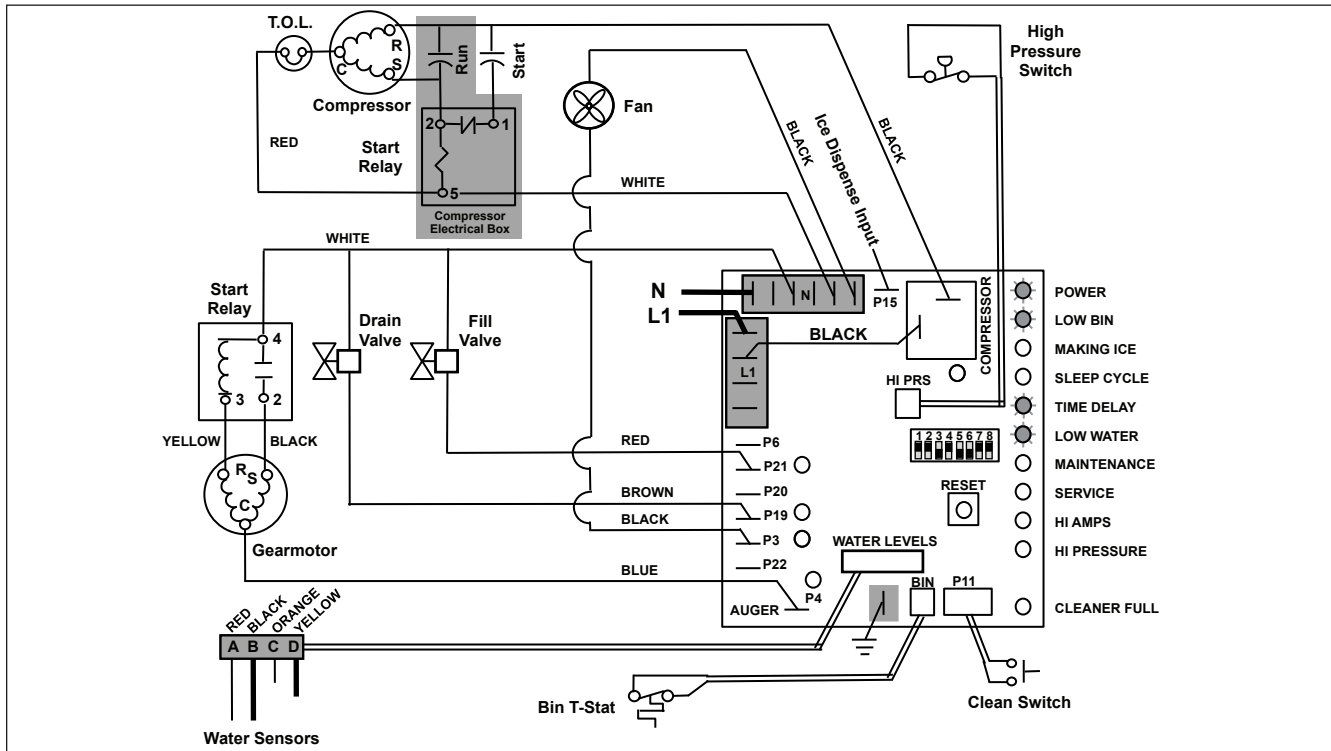 T.O.L.
R
S
C
Compressor
Run
Start
RED
2
1
Start
Relay
5
Compressor
Electrical Box
Fan
BLACK
Ice Dispense Input
BLACK
High
Pressure
Switch
WHITE
WHITE
Start
Relay
4
3
2
YELLOW
BLACK
R
S
C
Gearmotor
Drain
Valve
Fill
Valve
N
L1
N
P15
BLACK
L1
COMPRESSOR
HI PRS
1 2 3 4 5 6 7 8
RESET
RED
P6
P21
P20
BROWN
P19
BLACK
P3
P22
BLUE
P4
AUGER
WATER LEVELS
BIN
P11
POWER
LOW BIN
MAKING ICE
SLEEP CYCLE
TIME DELAY
LOW WATER
MAINTENANCE
SERVICE
HI AMPS
HI PRESSURE
CLEANER FULL
RED
BLACK
ORANGE
YELLOW
A B C D
Water Sensors
Bin T-Stat
Clean Switch